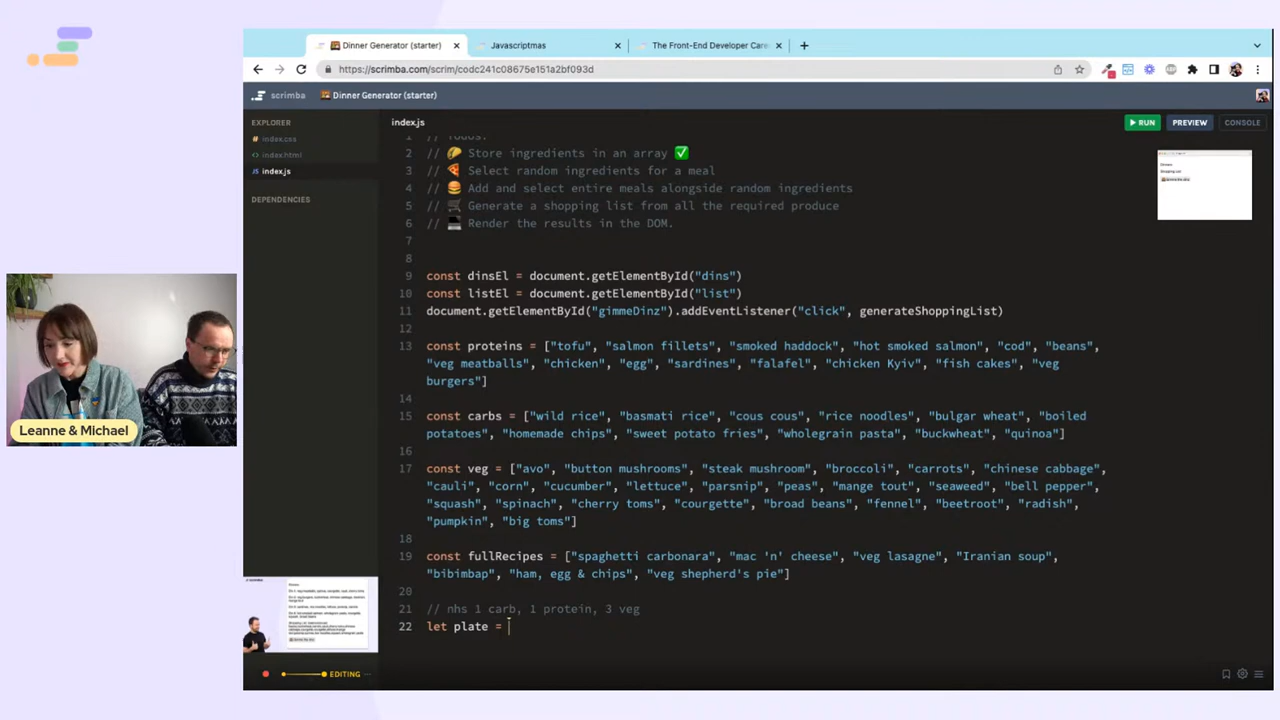 Dinner Generator (starter)
Javascriptmas
The Front-End Developer Care
https://scrimba.com/scrim/codc241c08675e151a2bf093d
scrimba
Dinner Generator (starter)
EXPLORER
index.css
index.html
index.js
DEPENDENCIES
index.js
RUN
PREVIEW
CONSOLE
1 // Todos:
2 // 🌮 Store ingredients in an array ✅
3 // 🍕 Select random ingredients for a meal
4 // 🍔 Add and select entire meals alongside random ingredients
5 // 🛒 Generate a shopping list from all the required produce
6 // 💻 Render the results in the DOM.
7
8
9 const dinsEl = document.getElementById("dins")
10 const listEl = document.getElementById("list")
11 document.getElementById("gimmeDinz").addEventListener("click", generateShoppingList)
12
13 const proteins = ["tofu", "salmon fillets", "smoked haddock", "hot smoked salmon", "cod", "beans",
"veg meatballs", "chicken", "egg", "sardines", "falafel", "chicken Kyiv", "fish cakes", "veg
burgers"]
14
15 const carbs = ["wild rice", "basmati rice", "cous cous", "rice noodles", "bulgar wheat", "boiled
potatoes", "homemade chips", "sweet potato fries", "wholegrain pasta", "buckwheat", "quinoa"]
16
17 const veg = ["avo", "button mushrooms", "steak mushroom", "broccoli", "carrots", "chinese cabbage",
"cauli", "corn", "cucumber", "lettuce", "parsnip", "peas", "mange tout", "seaweed", "bell pepper",
"squash", "spinach", "cherry toms", "courgette", "broad beans", "fennel", "beetroot", "radish",
"pumpkin", "big toms"]
18
19 const fullRecipes = ["spaghetti carbonara", "mac 'n' cheese", "veg lasagne", "Iranian soup",
"bibimbap", "ham, egg & chips", "veg shepherd's pie"]
20
21 // nhs 1 carb, 1 protein, 3 veg
22 let plate =
Leanne & Michael
EDITING